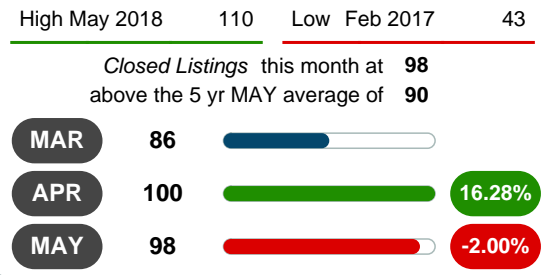 High May 2018 110 Low Feb 2017 43
Closed Listings this month at 98
above the 5 yr MAY average of 90
MAR 86
APR 100 16.28%
MAY 98 -2.00%